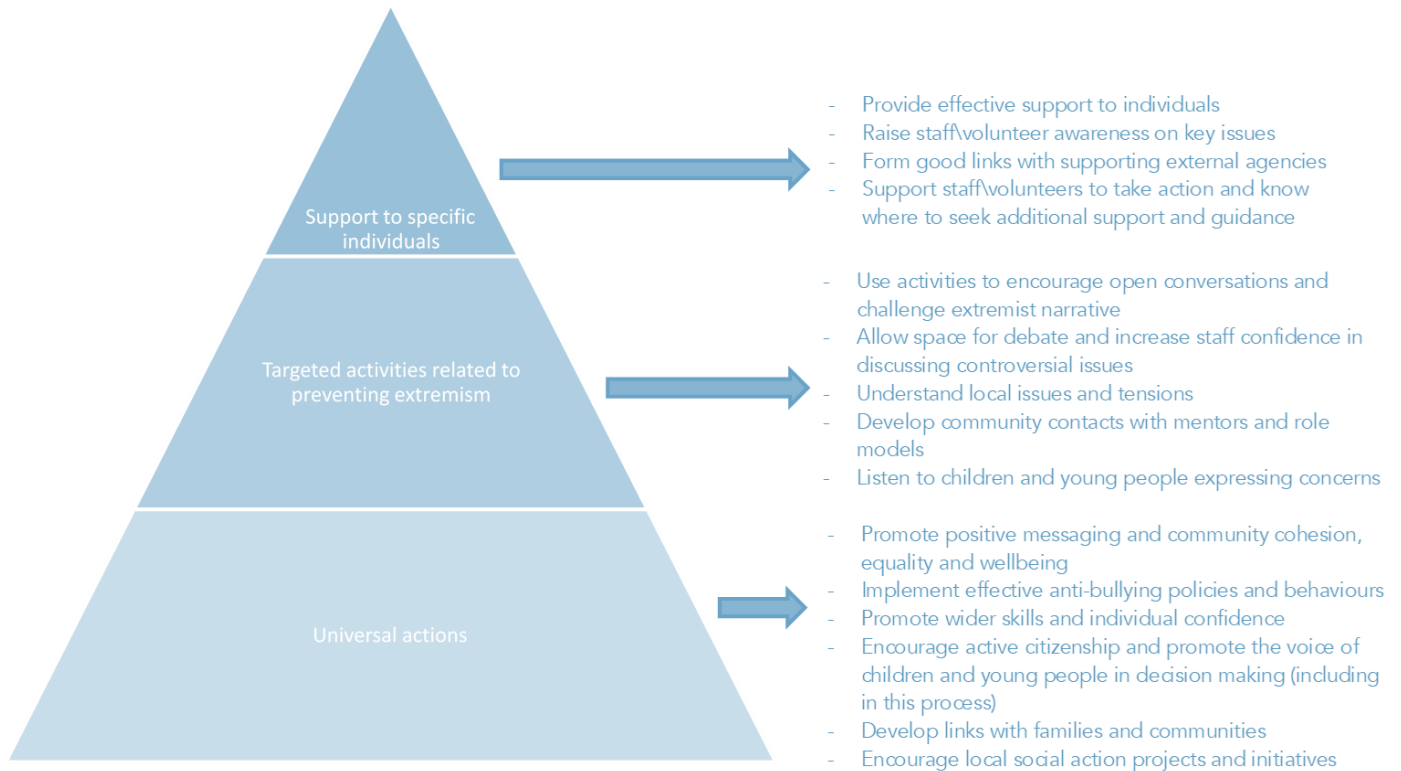 Support to specific
individuals
- Provide effective support to individuals
- Raise staff\volunteer awareness on key issues
- Form good links with supporting external agencies
- Support staff\volunteers to take action and know
where to seek additional support and guidance
Targeted activities related to
preventing extremism
- Use activities to encourage open conversations and
challenge extremist narrative
- Allow space for debate and increase staff confidence in
discussing controversial issues
- Understand local issues and tensions
- Develop community contacts with mentors and role
models
- Listen to children and young people expressing concerns
Universal actions
- Promote positive messaging and community cohesion,
equality and wellbeing
- Implement effective anti-bullying policies and behaviours
- Promote wider skills and individual confidence
- Encourage active citizenship and promote the voice of
children and young people in decision making (including
in this process)
- Develop links with families and communities
- Encourage local social action projects and initiatives